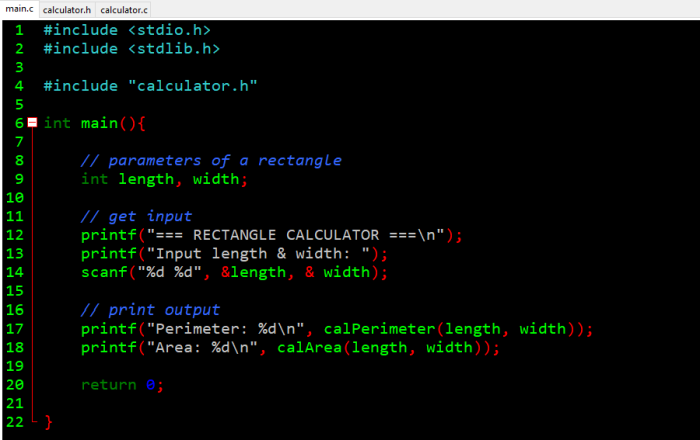 main.c calculator.h calculator.c
1 #include <stdio.h>
2 #include <stdlib.h>
3
4 #include "calculator.h"
5
6 int main(){
7
8 // parameters of a rectangle
9 int length, width;
10
11 // get input
12 printf("=== RECTANGLE CALCULATOR ===\n");
13 printf("Input length & width: ");
14 scanf("%d %d", &length, & width);
15
16 // print output
17 printf("Perimeter: %d\n", calPerimeter(length, width));
18 printf("Area: %d\n", calArea(length, width));
19
20 return 0;
21
22 }